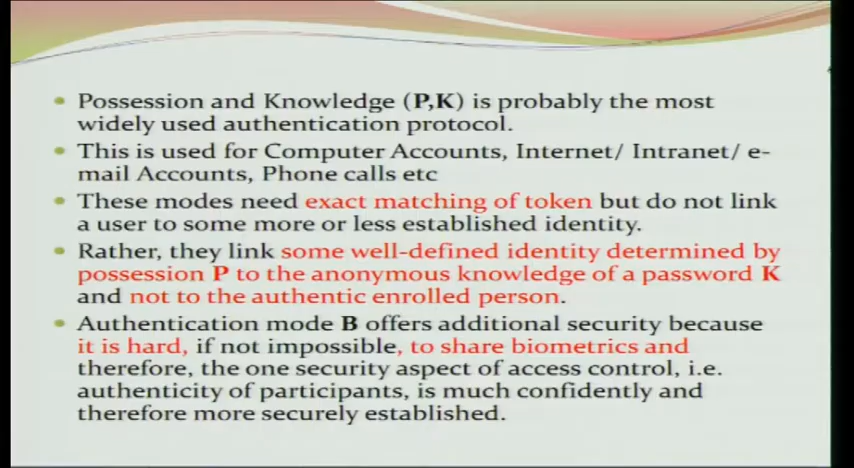 Possession and Knowledge (P,K) is probably the most
widely used authentication protocol.
This is used for Computer Accounts, Internet/ Intranet/ e-
mail Accounts, Phone calls etc
These modes need exact matching of token but do not link
a user to some more or less established identity.
Rather, they link some well-defined identity determined by
possession P to the anonymous knowledge of a password K
and not to the authentic enrolled person.
Authentication mode B offers additional security because
it is hard, if not impossible, to share biometrics and
therefore, the one security aspect of access control, i.e.
authenticity of participants, is much confidently and
therefore more securely established.